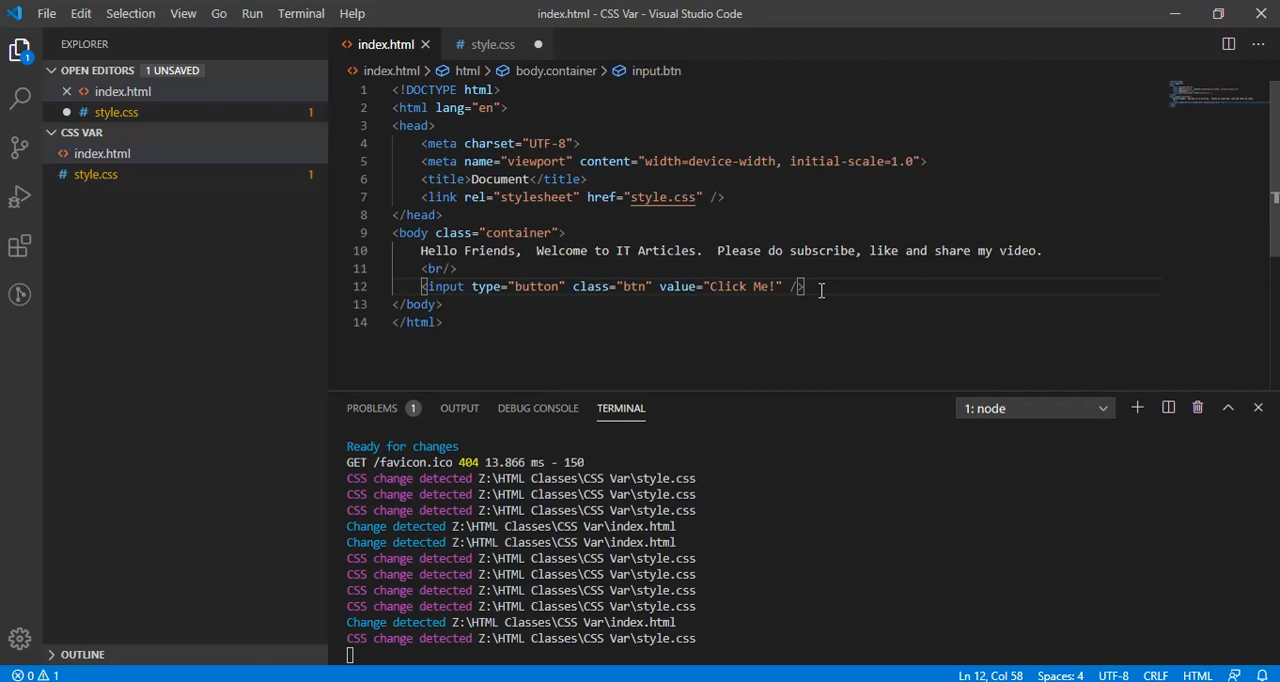 File Edit Selection View Go Run Terminal Help index.html - CSS Var - Visual Studio Code
EXPLORER
OPEN EDITORS 1 UNSAVED
index.html
# style.css 1
CSS VAR
index.html
# style.css 1
OUTLINE
1
index.html # style.css
index.html > html > body.container > input.btn
1 <!DOCTYPE html>
2 <html lang="en">
3 <head>
4 <meta charset="UTF-8">
5 <meta name="viewport" content="width=device-width, initial-scale=1.0">
6 <title>Document</title>
7 <link rel="stylesheet" href="style.css" />
8 </head>
9 <body class="container">
10 Hello Friends,  Welcome to IT Articles.  Please do subscribe, like and share my video.
11 <br/>
12 <input type="button" class="btn" value="Click Me!" />
13 </body>
14 </html>
PROBLEMS 1 OUTPUT DEBUG CONSOLE TERMINAL 1: node
Ready for changes
GET /favicon.ico 404 13.866 ms - 150
CSS change detected Z:\HTML Classes\CSS Var\style.css
CSS change detected Z:\HTML Classes\CSS Var\style.css
CSS change detected Z:\HTML Classes\CSS Var\style.css
Change detected Z:\HTML Classes\CSS Var\index.html
Change detected Z:\HTML Classes\CSS Var\index.html
CSS change detected Z:\HTML Classes\CSS Var\style.css
CSS change detected Z:\HTML Classes\CSS Var\style.css
CSS change detected Z:\HTML Classes\CSS Var\style.css
CSS change detected Z:\HTML Classes\CSS Var\style.css
Change detected Z:\HTML Classes\CSS Var\index.html
CSS change detected Z:\HTML Classes\CSS Var\style.css
0 1 Ln 12, Col 58 Spaces: 4 UTF-8 CRLF HTML